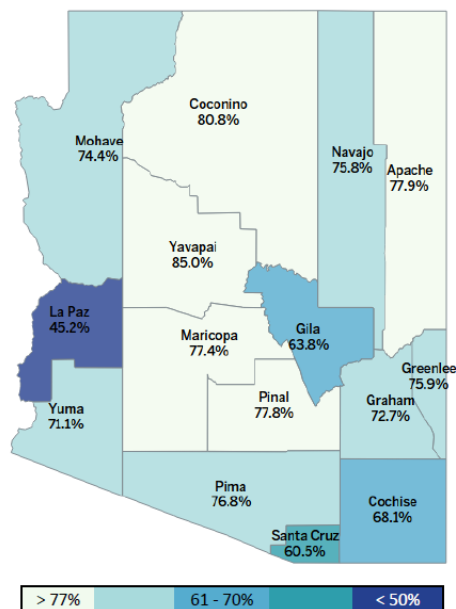 Coconino
80.8%
Mohave
74.4%
Navajo
75.8%
Apache
77.9%
Yavapai
85.0%
La Paz
45.2%
Maricopa
77.4%
Gila
63.8%
Greenlee
75.9%
Pinal
77.8%
Graham
72.7%
Yuma
71.1%
Pima
76.8%
Cochise
68.1%
Santa Cruz
60.5%
> 77% 61 - 70% < 50%